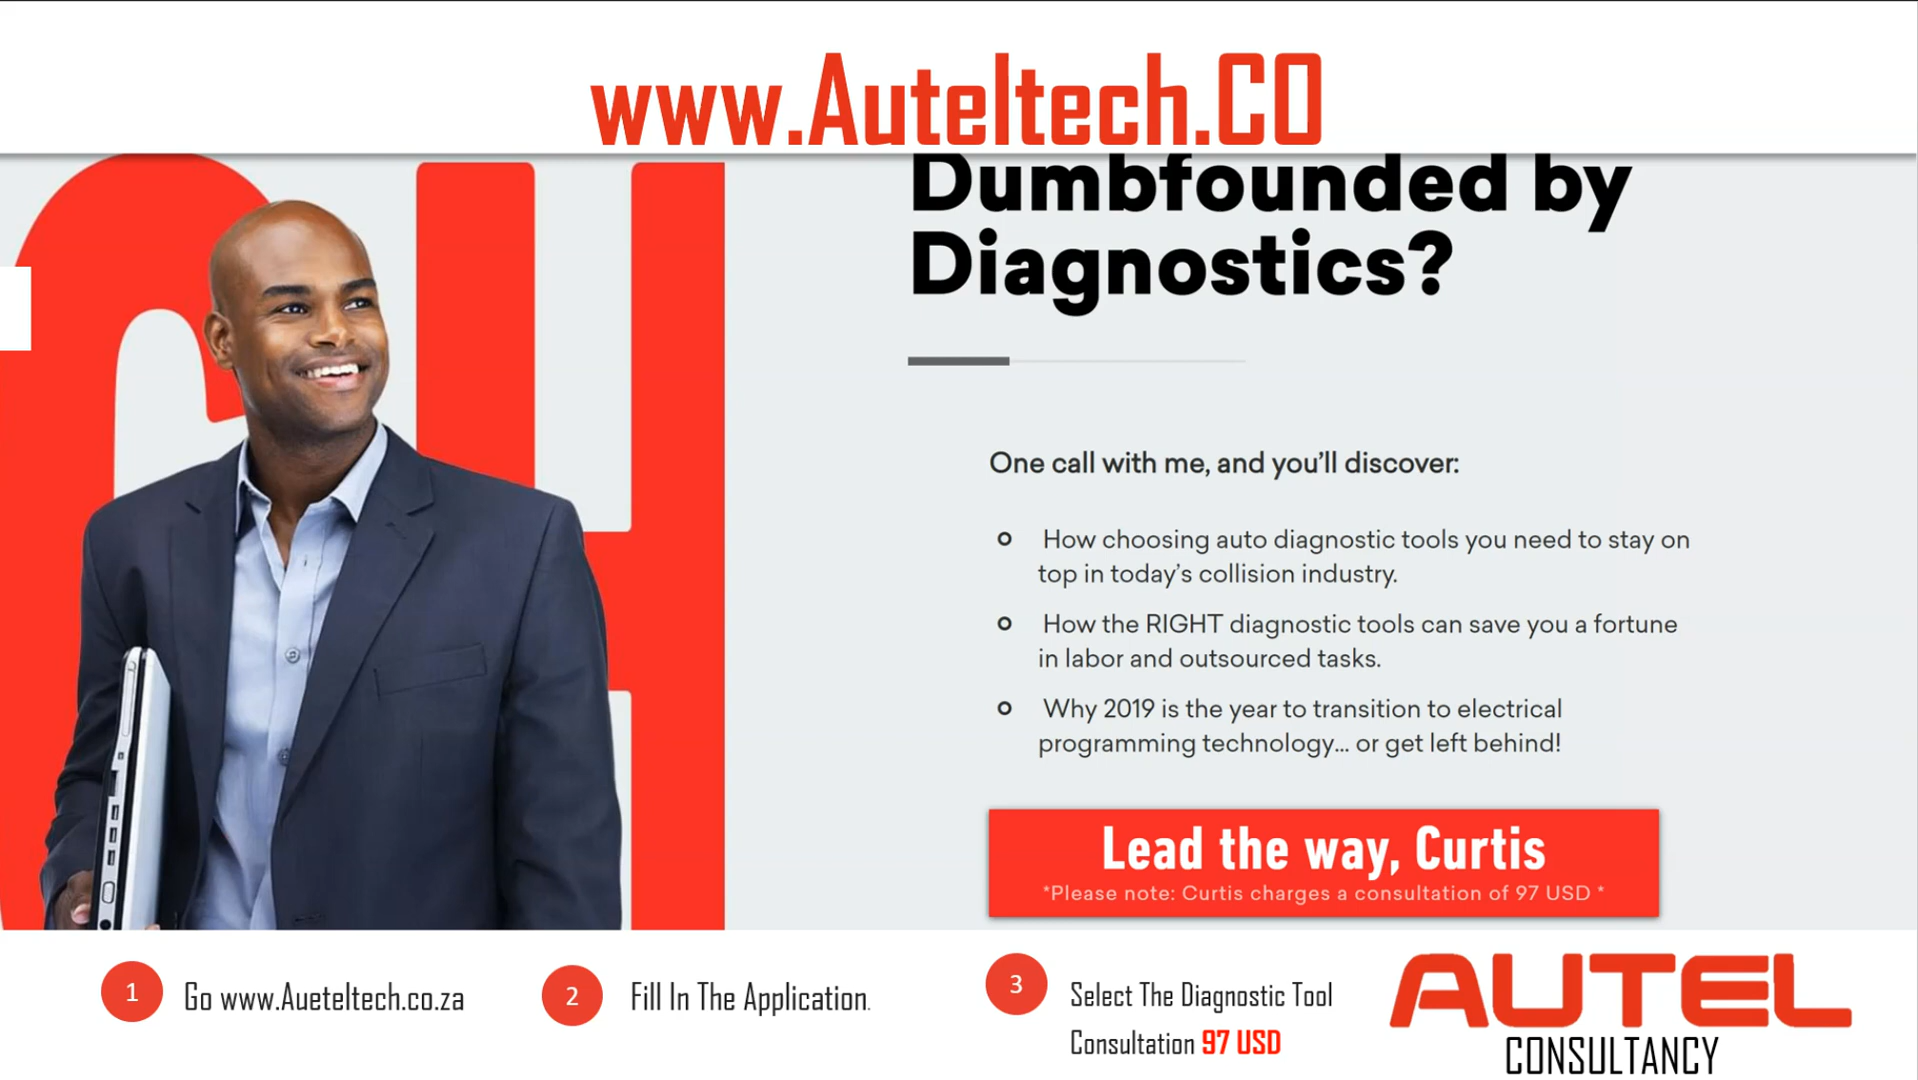 www.Auteltech.CO
Dumbfounded by
Diagnostics?
One call with me, and you'll discover:
How choosing auto diagnostic tools you need to stay on
top in today's collision industry.
How the RIGHT diagnostic tools can save you a fortune
in labor and outsourced tasks.
Why 2019 is the year to transition to electrical
programming technology... or get left behind!
Lead the way, Curtis
*Please note: Curtis charges a consultation of 97 USD *
1 Go www.Aueteltech.co.za
2 Fill In The Application.
3 Select The Diagnostic Tool
Consultation 97 USD
AUTEL
CONSULTANCY